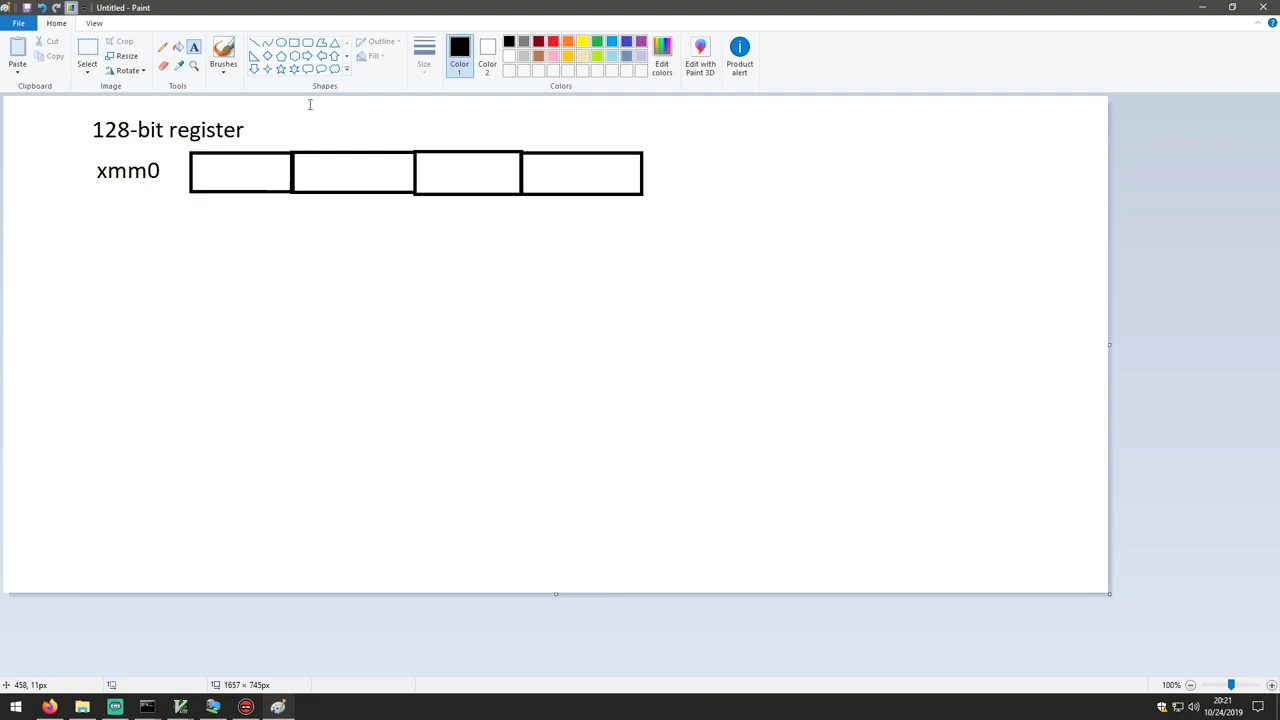 Untitled - Paint
File
Home
View
Paste
Cut
Copy
Clipboard
Select
Crop
Resize
Rotate
Image
A
Tools
Brushes
Shapes
Outline
Fill
Size
Color
1
Color
2
Colors
Edit
colors
Edit with
Paint 3D
Product
alert
128-bit register
xmm0
458, 11px
1657 × 745px
100%
20:21
10/24/2019